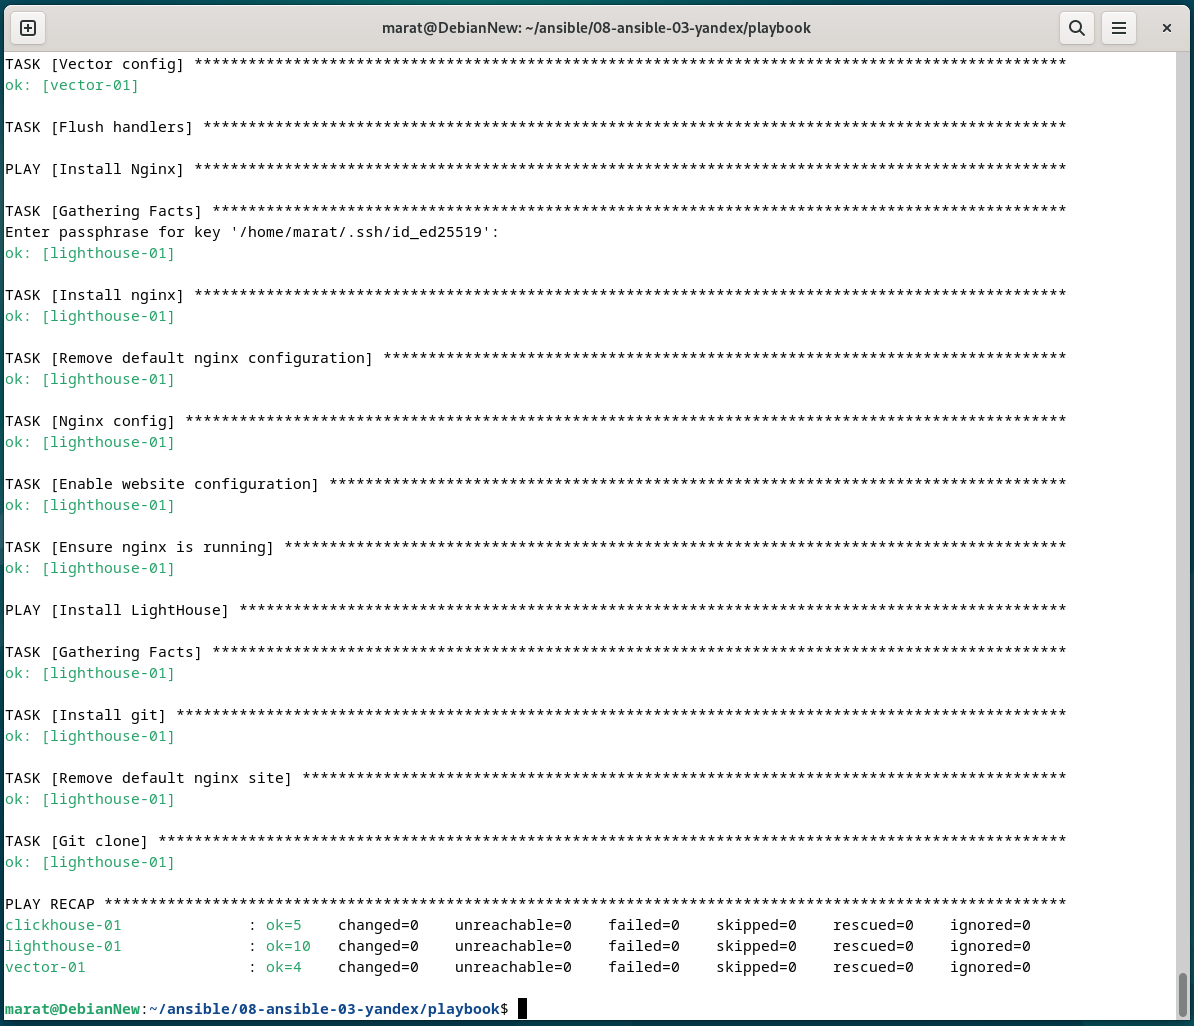 marat@DebianNew: ~/ansible/08-ansible-03-yandex/playbook
TASK [Vector config] *************************************************************************************************
ok: [vector-01]
TASK [Flush handlers] ************************************************************************************************
PLAY [Install Nginx] *************************************************************************************************
TASK [Gathering Facts] ***********************************************************************************************
Enter passphrase for key '/home/marat/.ssh/id_ed25519':
ok: [lighthouse-01]
TASK [Install nginx] *************************************************************************************************
ok: [lighthouse-01]
TASK [Remove default nginx configuration] ****************************************************************************
ok: [lighthouse-01]
TASK [Nginx config] **************************************************************************************************
ok: [lighthouse-01]
TASK [Enable website configuration] **********************************************************************************
ok: [lighthouse-01]
TASK [Ensure nginx is running] ***************************************************************************************
ok: [lighthouse-01]
PLAY [Install LightHouse] ********************************************************************************************
TASK [Gathering Facts] ***********************************************************************************************
ok: [lighthouse-01]
TASK [Install git] ***************************************************************************************************
ok: [lighthouse-01]
TASK [Remove default nginx site] *************************************************************************************
ok: [lighthouse-01]
TASK [Git clone] *****************************************************************************************************
ok: [lighthouse-01]
PLAY RECAP ***********************************************************************************************************
clickhouse-01              : ok=5    changed=0    unreachable=0    failed=0    skipped=0    rescued=0    ignored=0
lighthouse-01              : ok=10   changed=0    unreachable=0    failed=0    skipped=0    rescued=0    ignored=0
vector-01                  : ok=4    changed=0    unreachable=0    failed=0    skipped=0    rescued=0    ignored=0
marat@DebianNew:~/ansible/08-ansible-03-yandex/playbook$